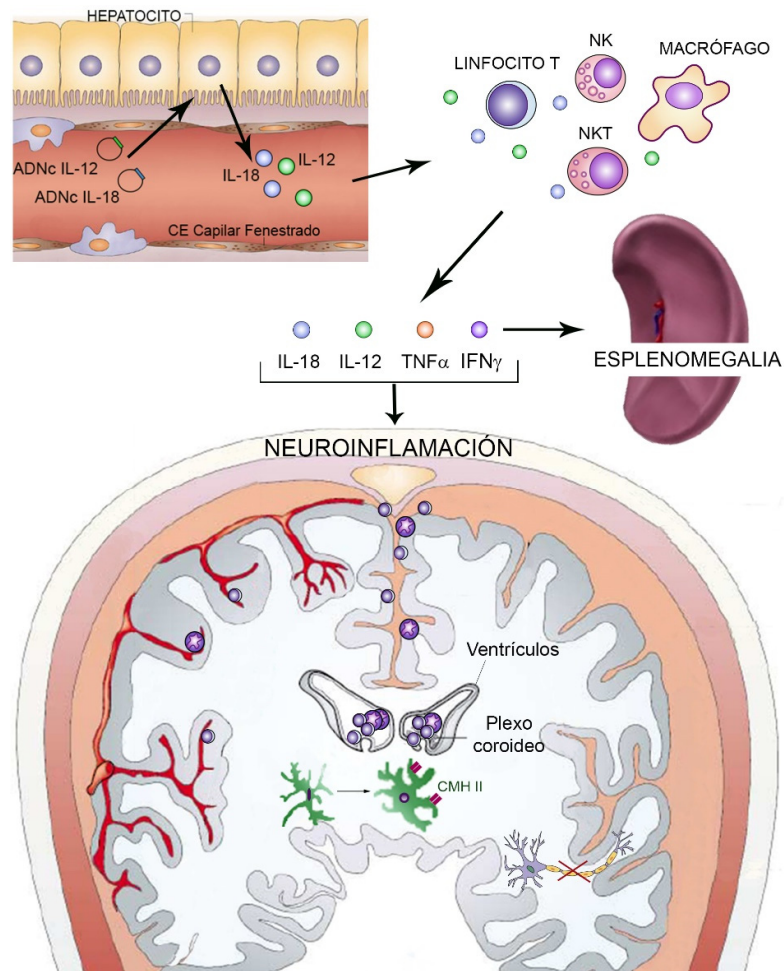 HEPATOCITO
ADNc IL-12
ADNc IL-18
IL-18
IL-12
CE Capilar Fenestrado
LINFOCITO T
NK
MACRÓFAGO
NKT
IL-18
IL-12
TNFα
IFNγ
ESPLENOMEGALIA
NEUROINFLAMACIÓN
Ventrículos
Plexo
coroideo
CMH II